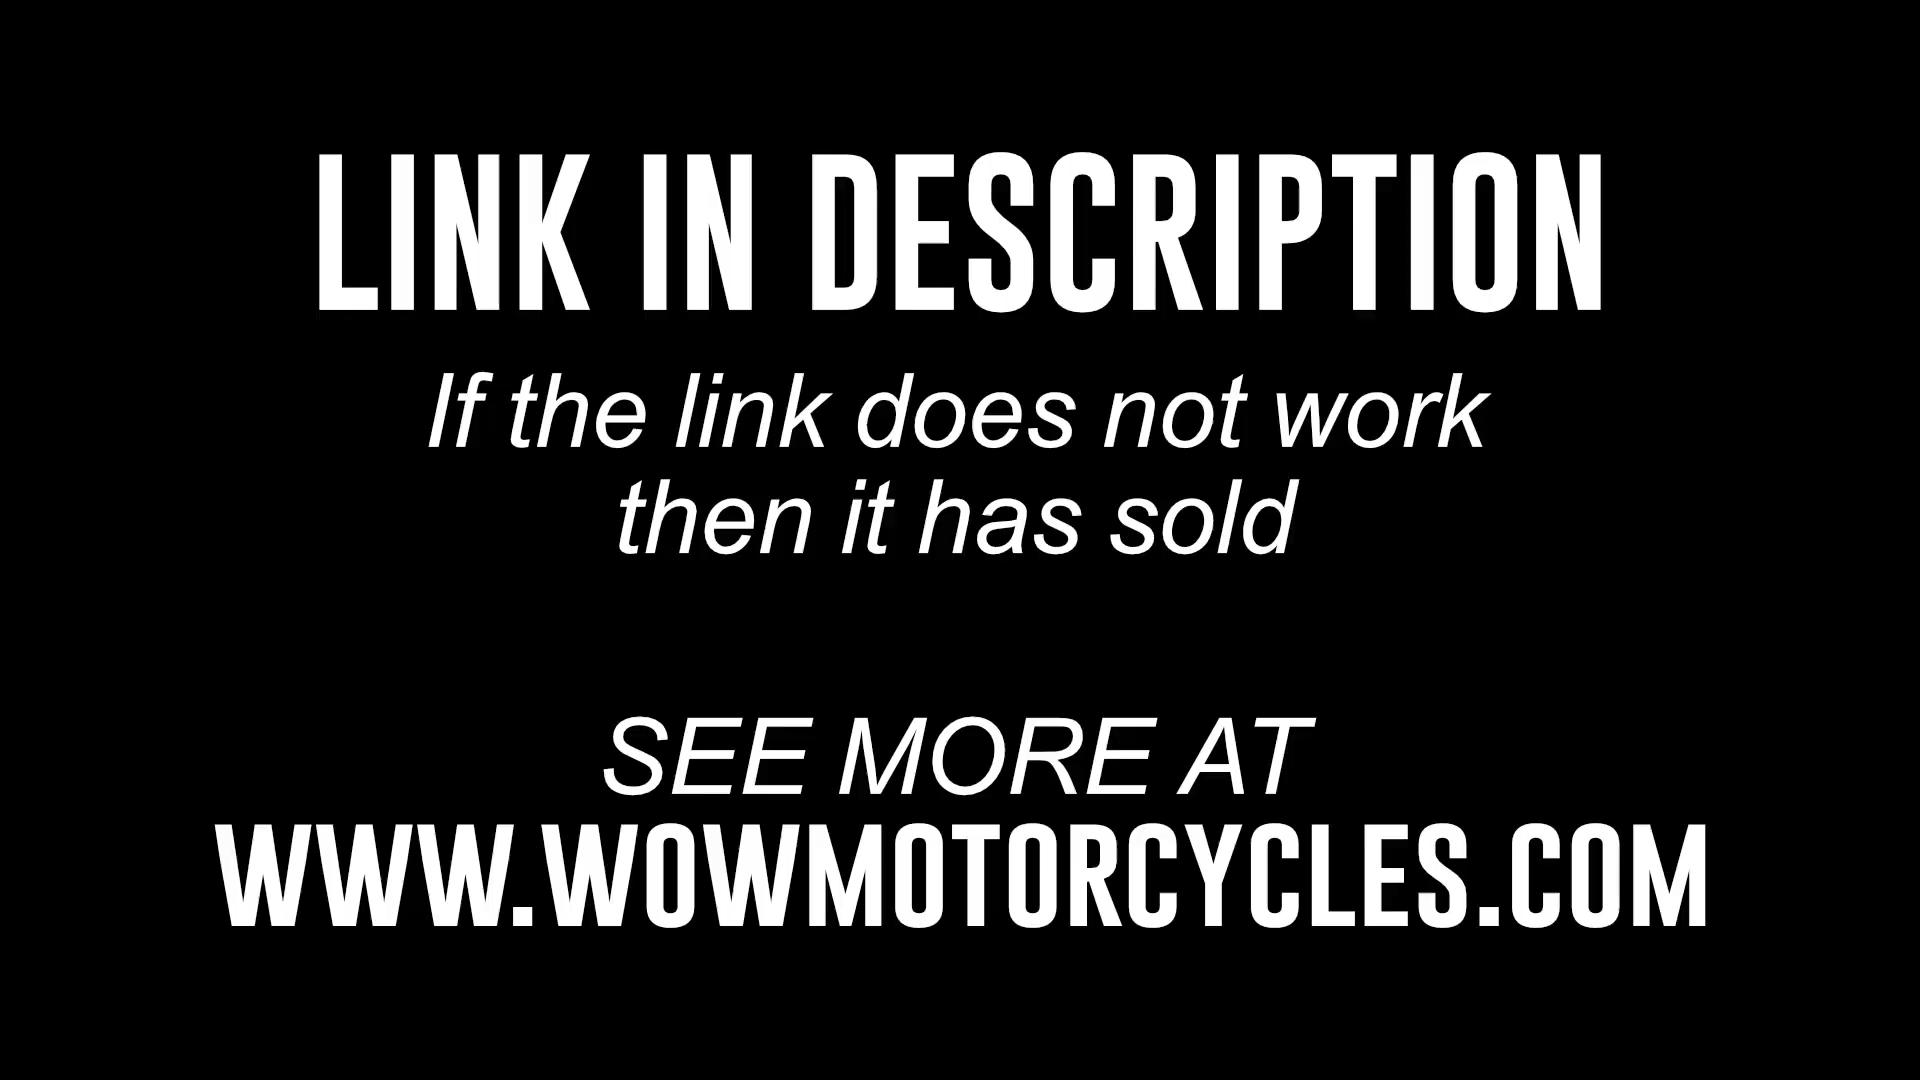 LINK IN DESCRIPTION
If the link does not work
then it has sold
SEE MORE AT
WWW.WOWMOTORCYCLES.COM